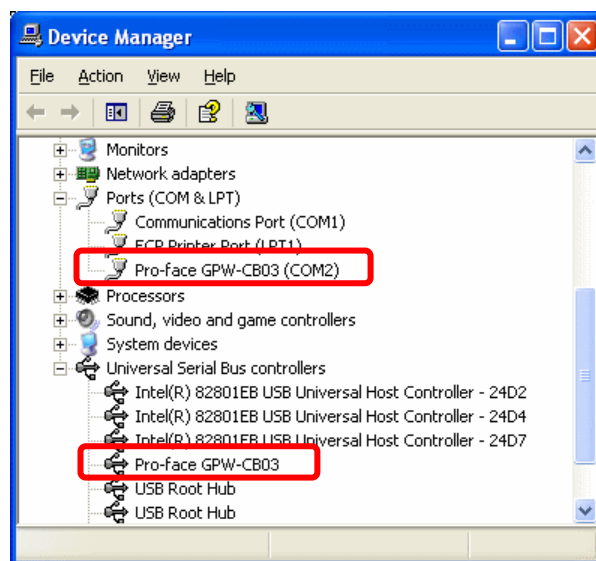 Device Manager
File Action View Help
Monitors
Network adapters
Ports (COM & LPT)
Communications Port (COM1)
ECP Printer Port (LPT1)
Pro-face GPW-CB03 (COM2)
Processors
Sound, video and game controllers
System devices
Universal Serial Bus controllers
Intel(R) 82801EB USB Universal Host Controller - 24D2
Intel(R) 82801EB USB Universal Host Controller - 24D4
Intel(R) 82801EB USB Universal Host Controller - 24D7
Pro-face GPW-CB03
USB Root Hub
USB Root Hub